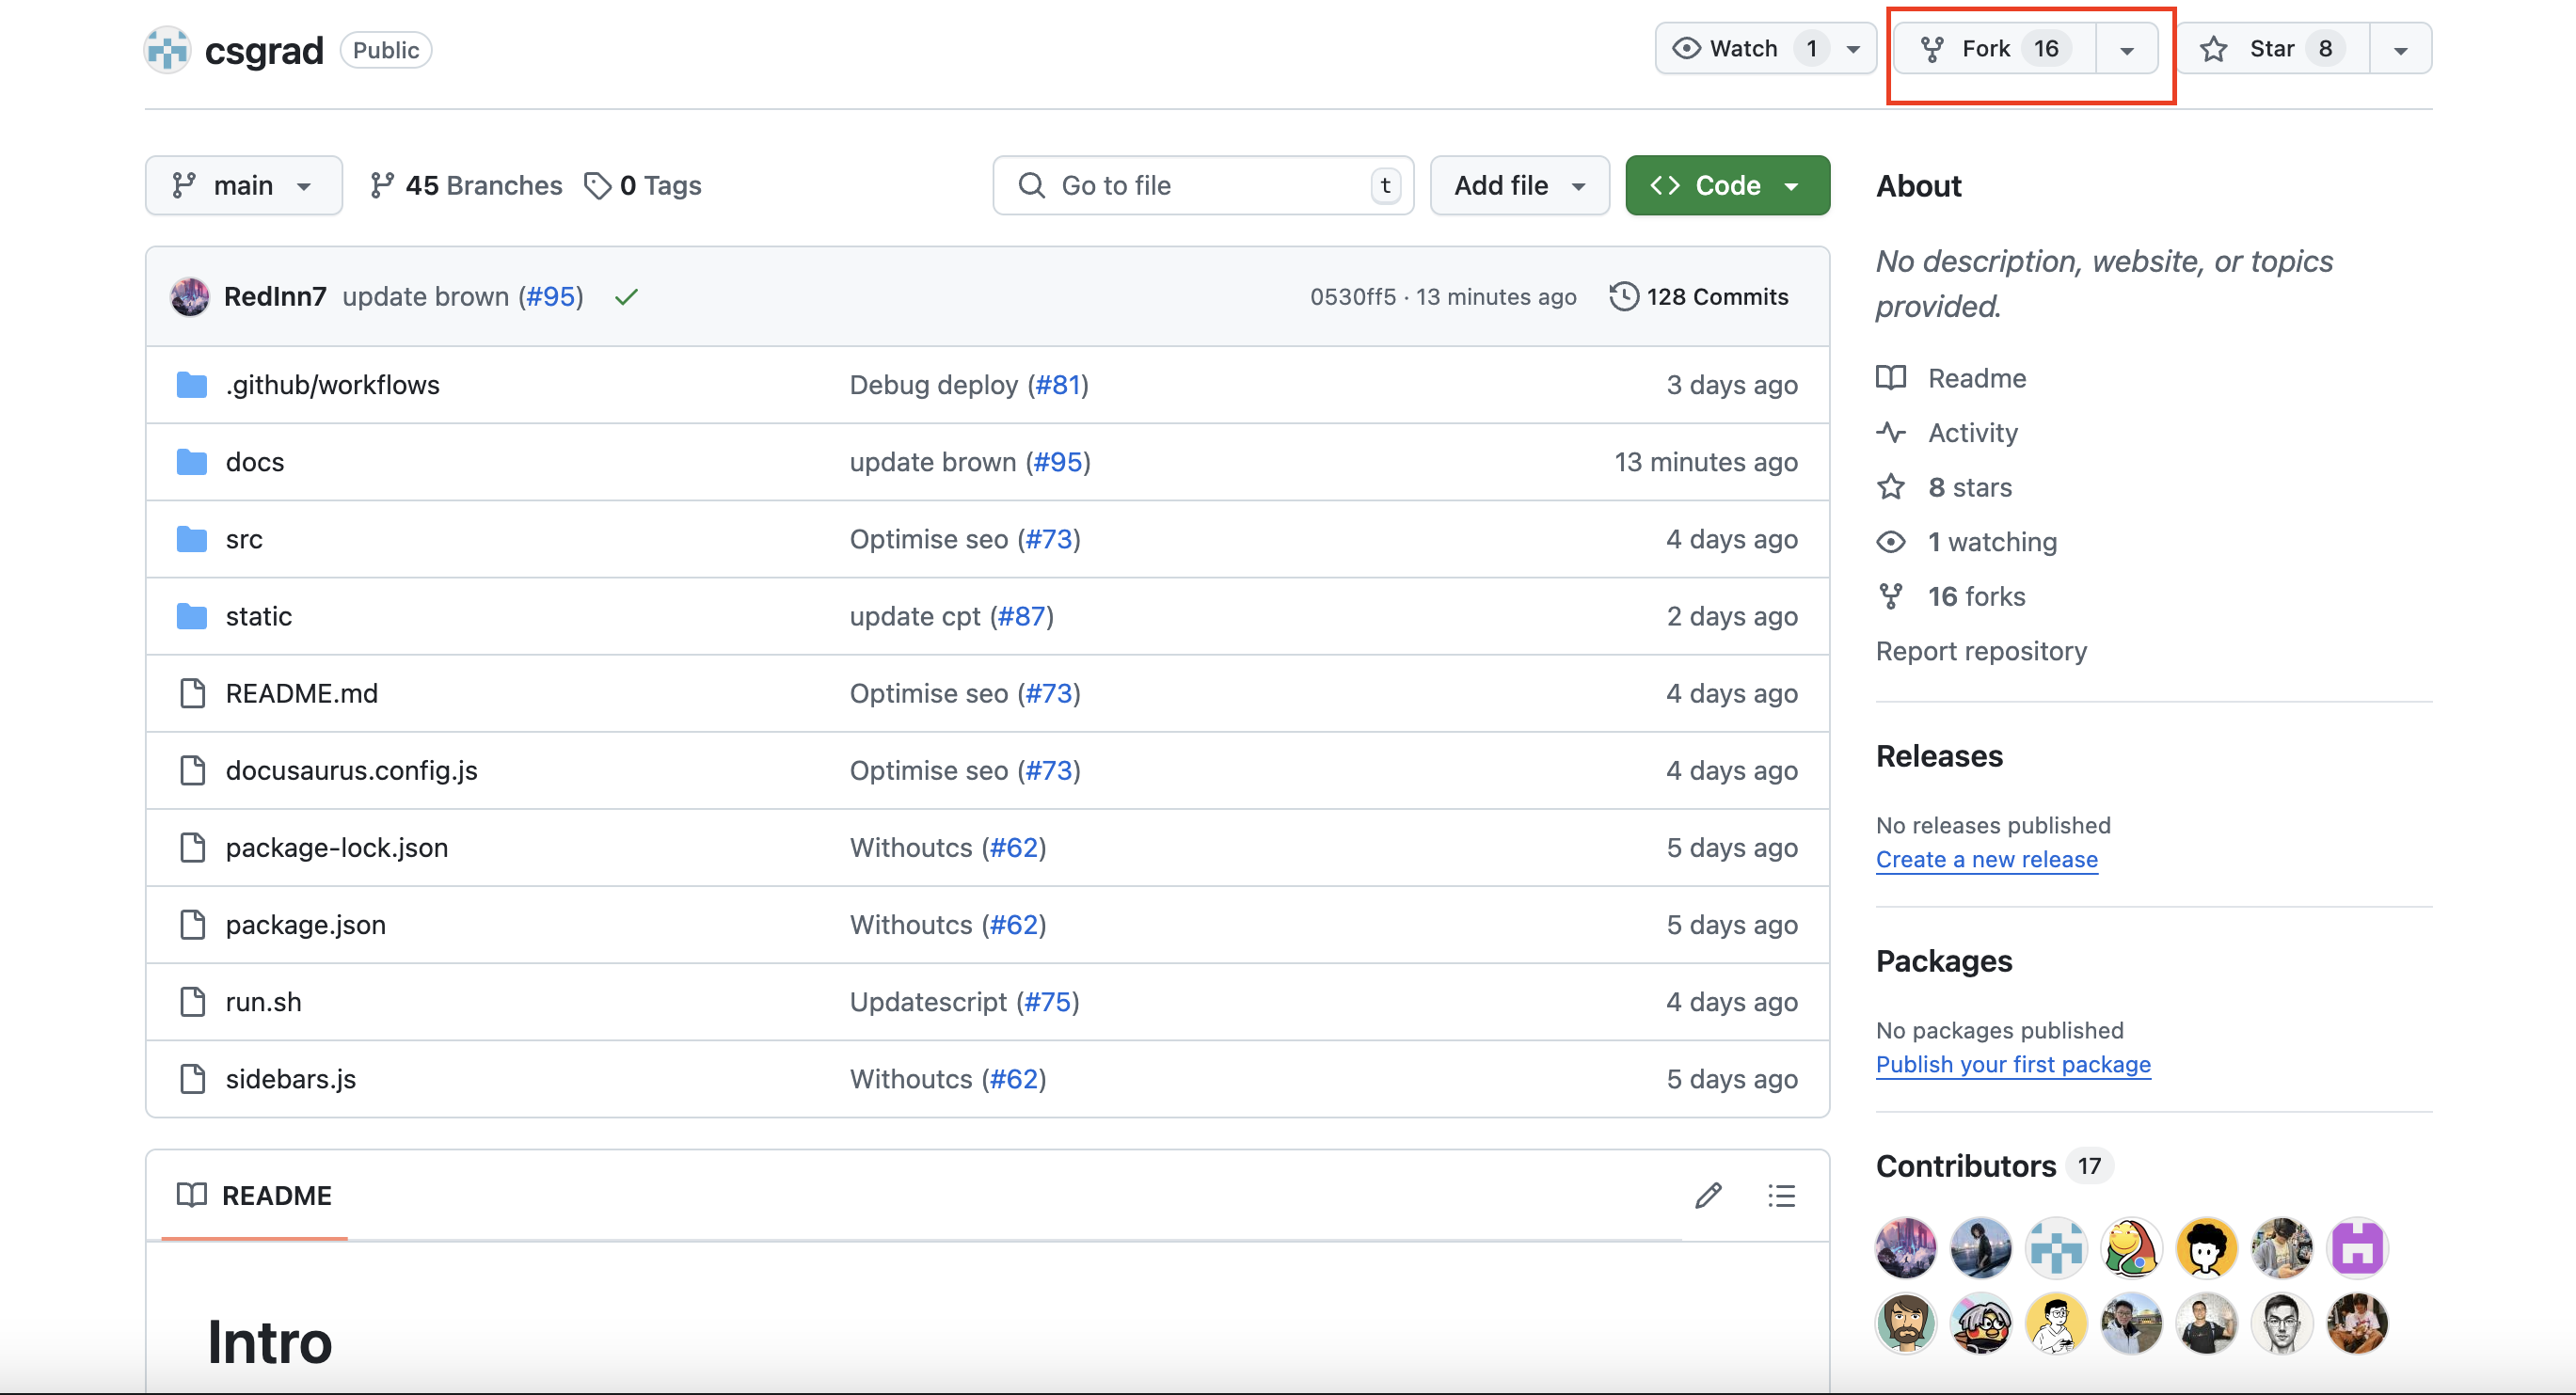 csgrad Public
Watch 1
Fork 16
Star 8
main
45 Branches
0 Tags
Go to file t
Add file
Code
RedInn7 update brown (#95) 0530ff5 · 13 minutes ago 128 Commits
.github/workflows Debug deploy (#81) 3 days ago
docs update brown (#95) 13 minutes ago
src Optimise seo (#73) 4 days ago
static update cpt (#87) 2 days ago
README.md Optimise seo (#73) 4 days ago
docusaurus.config.js Optimise seo (#73) 4 days ago
package-lock.json Withoutcs (#62) 5 days ago
package.json Withoutcs (#62) 5 days ago
run.sh Updatescript (#75) 4 days ago
sidebars.js Withoutcs (#62) 5 days ago
README
Intro
About
No description, website, or topics
provided.
Readme
Activity
8 stars
1 watching
16 forks
Report repository
Releases
No releases published
Create a new release
Packages
No packages published
Publish your first package
Contributors 17